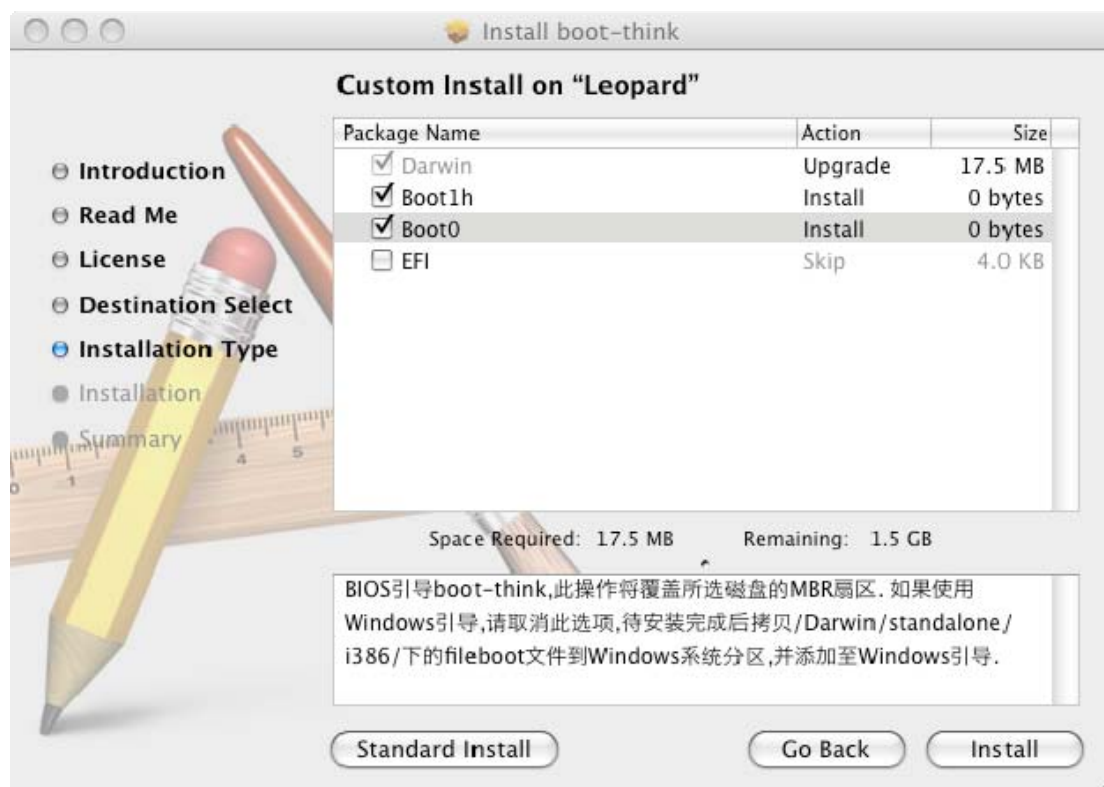 Install boot-think
Custom Install on “Leopard”
Introduction
Read Me
License
Destination Select
Installation Type
Installation
Summary
Package Name Action Size
Darwin Upgrade 17.5 MB
Boot1h Install 0 bytes
Boot0 Install 0 bytes
EFI Skip 4.0 KB
0 1 4 5
Space Required: 17.5 MB Remaining: 1.5 GB
BIOS引导boot-think,此操作将覆盖所选磁盘的MBR扇区. 如果使用
Windows引导,请取消此选项,待安装完成后拷贝/Darwin/standalone/
i386/下的fileboot文件到Windows系统分区,并添加至Windows引导.
Standard Install Go Back Install